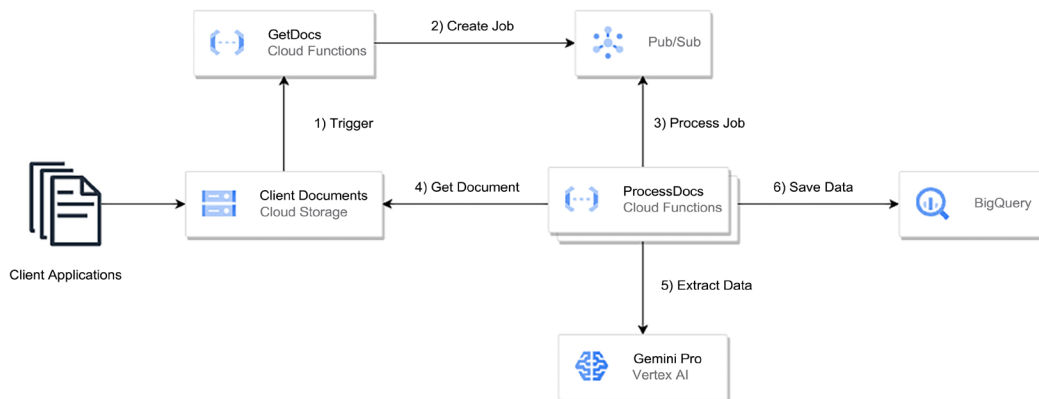 GetDocs
Cloud Functions
2) Create Job
Pub/Sub
1) Trigger
3) Process Job
Client Documents
Cloud Storage
4) Get Document
ProcessDocs
Cloud Functions
6) Save Data
BigQuery
Client Applications
5) Extract Data
Gemini Pro
Vertex AI